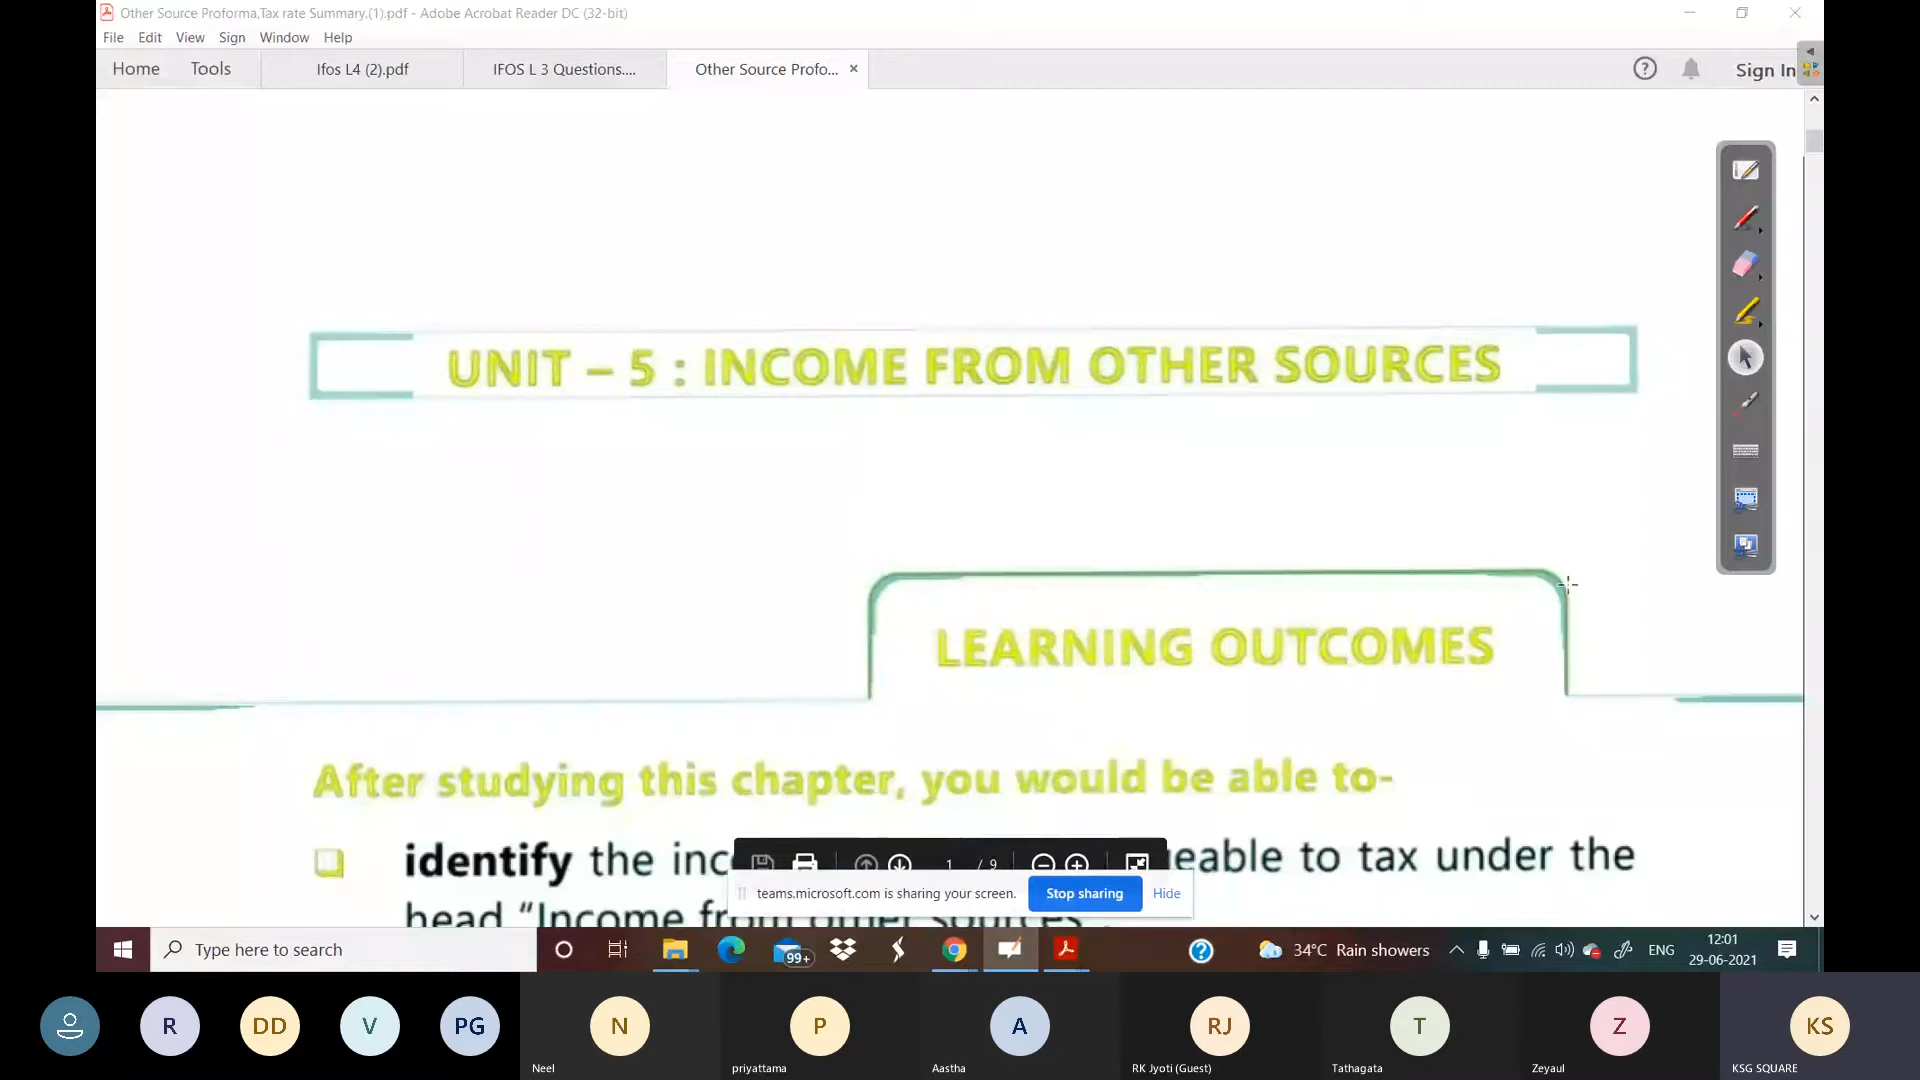 Other Source Proforma,Tax rate Summary.(1).pdf - Adobe Acrobat Reader DC (32-bit)
File Edit View Sign Window Help
Home Tools Ifos L4 (2).pdf IFOS L 3 Questions.... Other Source Profo... × Sign In
UNIT – 5 : INCOME FROM OTHER SOURCES
LEARNING OUTCOMES
After studying this chapter, you would be able to-
identify the inc
eable to tax under the
1 / 9
head “Income from other sources
teams.microsoft.com is sharing your screen. Stop sharing Hide
Type here to search
99+
34°C Rain showers
ENG
12:01
29-06-2021
R DD V PG N P A RJ T Z KS
Neel priyattama Aastha RK Jyoti (Guest) Tathagata Zeyaul KSG SQUARE